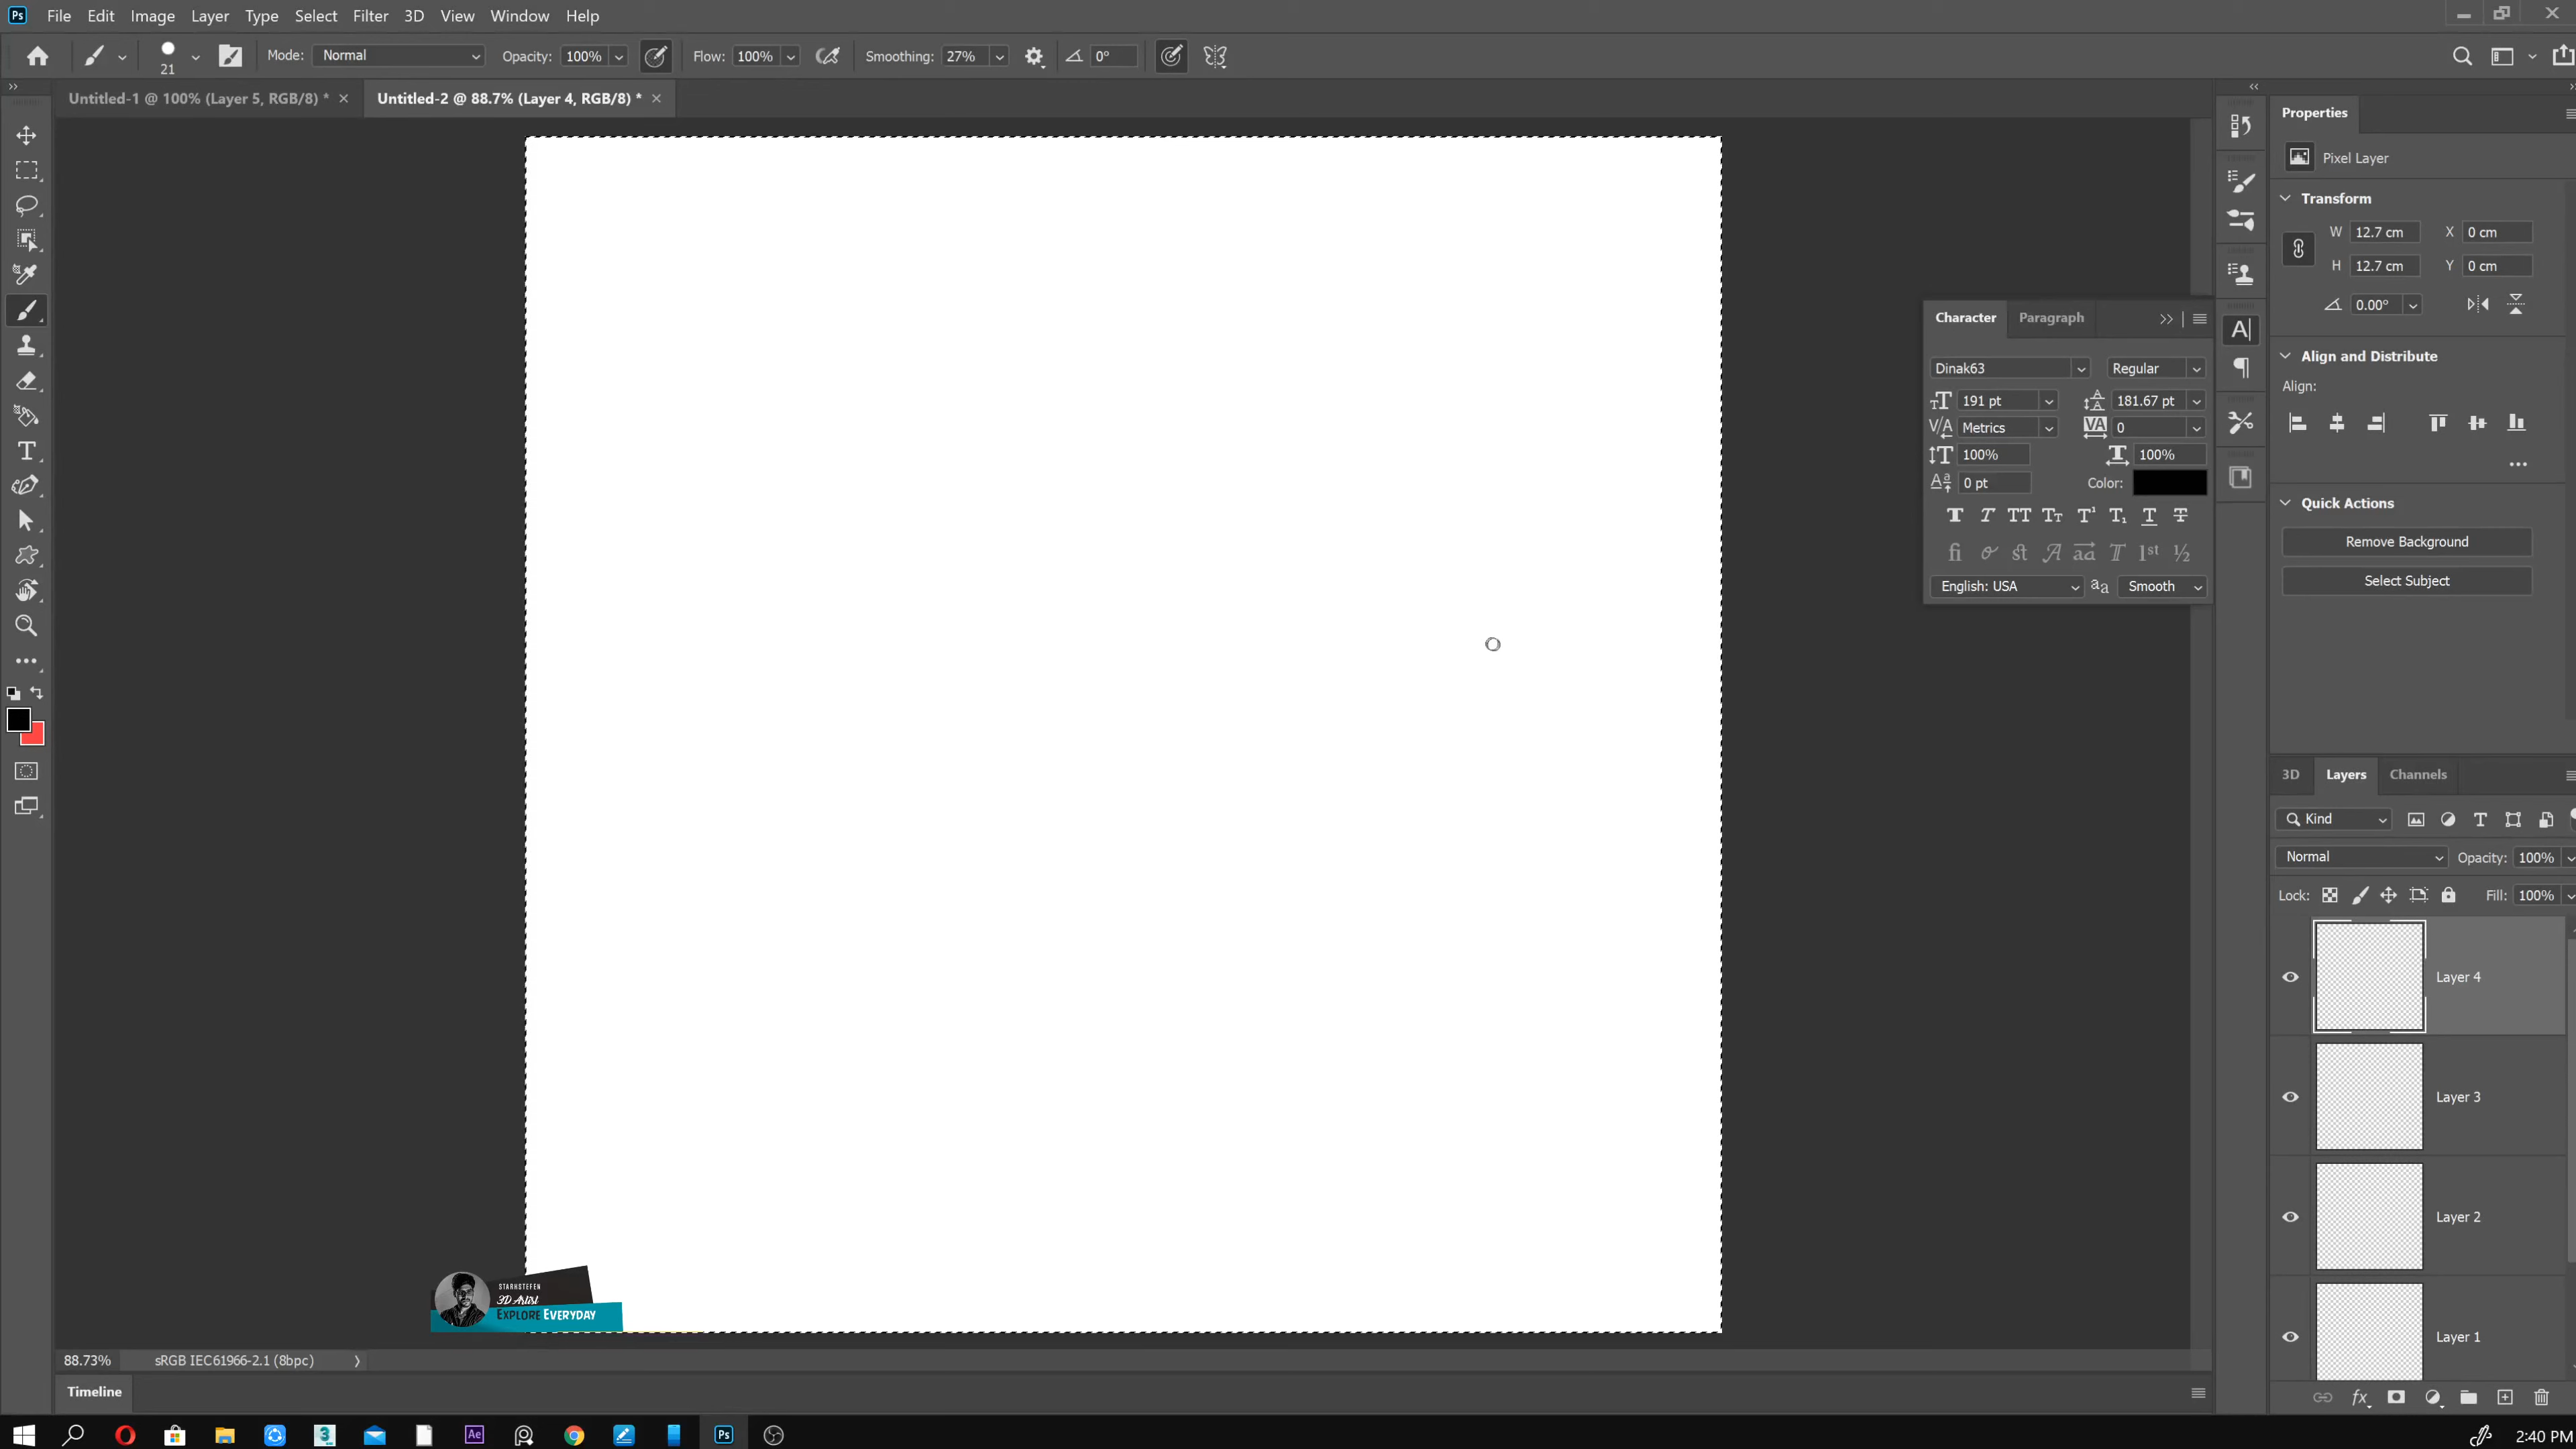 Ps File Edit Image Layer Type Select Filter 3D View Window Help
21 Mode: Normal Opacity: 100% Flow: 100% Smoothing: 27% 0°
Untitled-1 @ 100% (Layer 5, RGB/8) * × Untitled-2 @ 88.7% (Layer 4, RGB/8) * ×
Properties
Pixel Layer
Transform
W 12.7 cm X 0 cm
H 12.7 cm Y 0 cm
0.00°
Align and Distribute
Align:
Quick Actions
Remove Background
Select Subject
Character Paragraph
Dinak63 Regular
191 pt 181.67 pt
Metrics 0
100% 100%
0 pt Color:
English: USA Smooth
3D Layers Channels
Kind
Normal Opacity: 100%
Lock: Fill: 100%
Layer 4
Layer 3
Layer 2
Layer 1
STARHSTEFEN
3D Artist
EXPLORE EVERYDAY
88.73% sRGB IEC61966-2.1 (8bpc)
Timeline
Ae Ps 2:40 PM